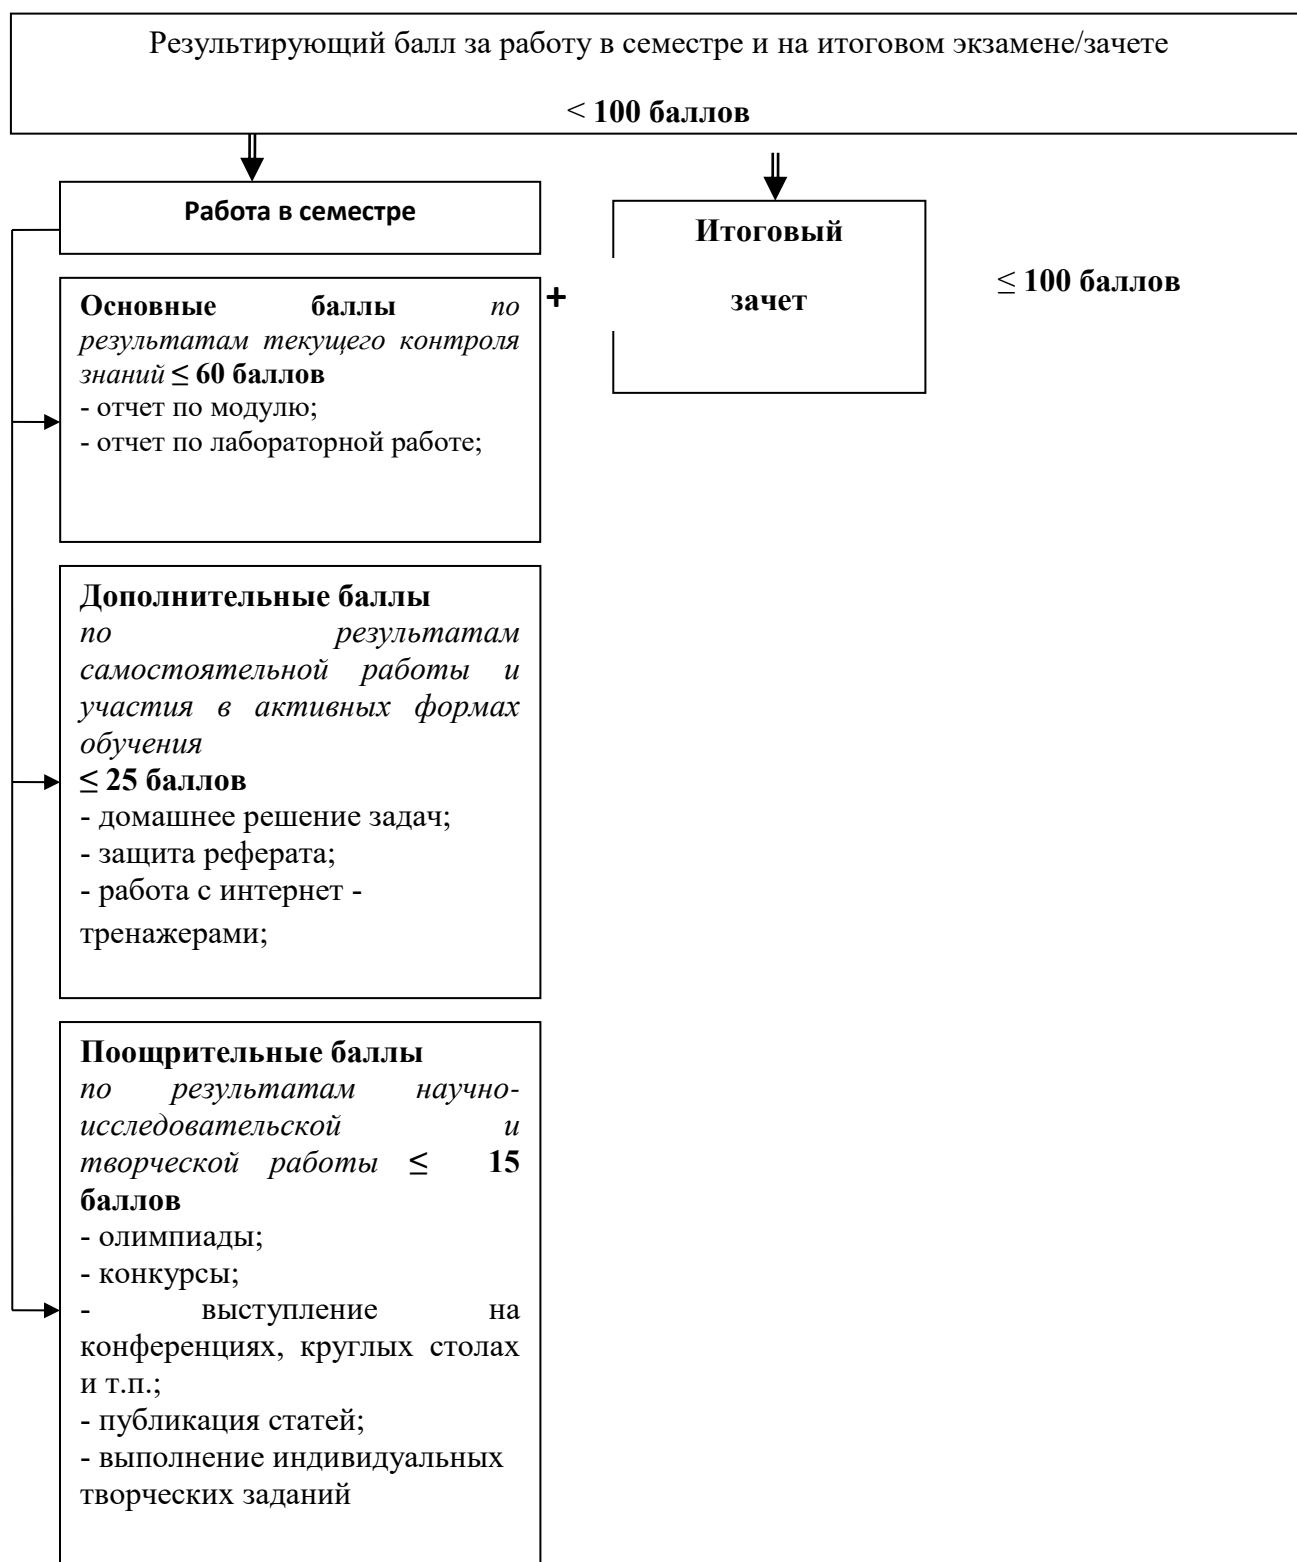 Результирующий балл за работу в семестре и на итоговом экзамене/зачете
< 100 баллов
Работа в семестре
Основные баллы по
результатам текущего контроля
знаний ≤ 60 баллов
- отчет по модулю;
- отчет по лабораторной работе;
+
Итоговый
зачет
≤ 100 баллов
Дополнительные баллы
по результатам
самостоятельной работы и
участия в активных формах
обучения
≤ 25 баллов
- домашнее решение задач;
- защита реферата;
- работа с интернет -
тренажерами;
Поощрительные баллы
по результатам научно-
исследовательской и
творческой работы ≤ 15
баллов
- олимпиады;
- конкурсы;
- выступление на
конференциях, круглых столах
и т.п.;
- публикация статей;
- выполнение индивидуальных
творческих заданий